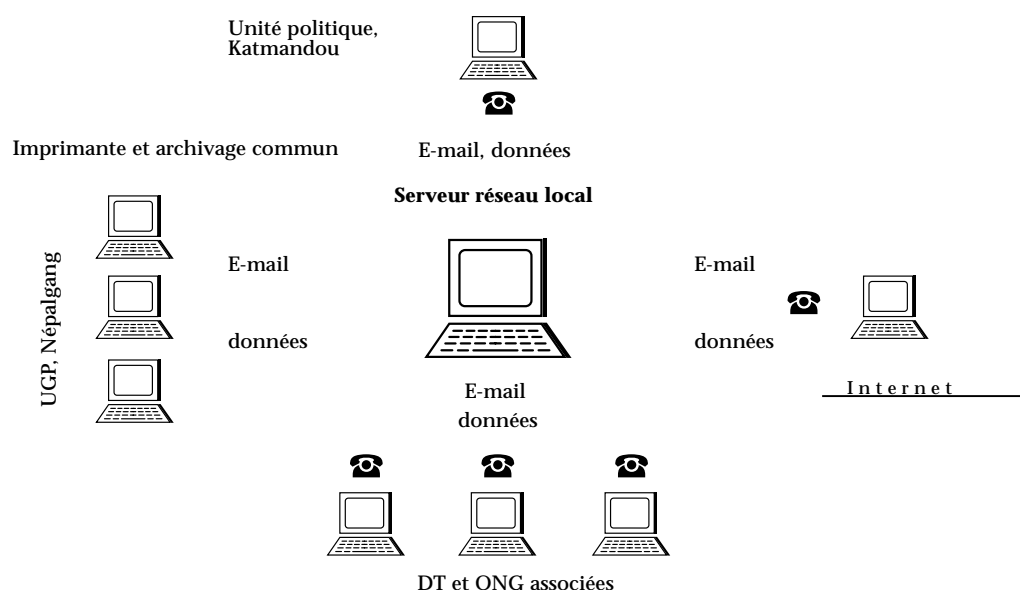 Unité politique,
Katmandou
Imprimante et archivage commun
E-mail, données
Serveur réseau local
UGP, Népalgang
E-mail
données
E-mail
données
Internet
E-mail
données
DT et ONG associées